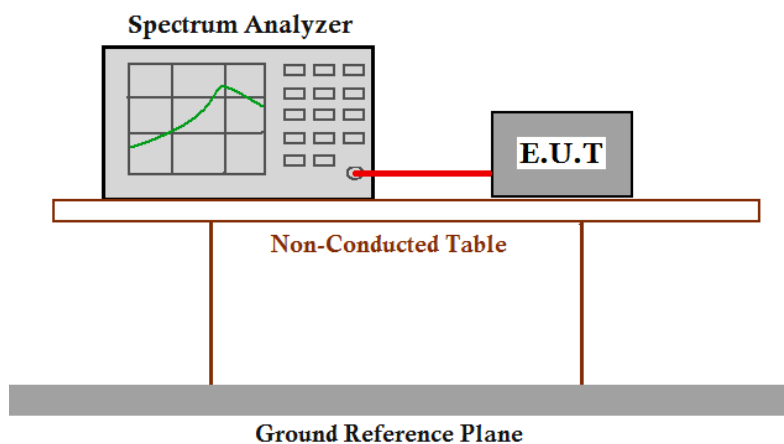 Spectrum Analyzer
E.U.T
Non-Conducted Table
Ground Reference Plane